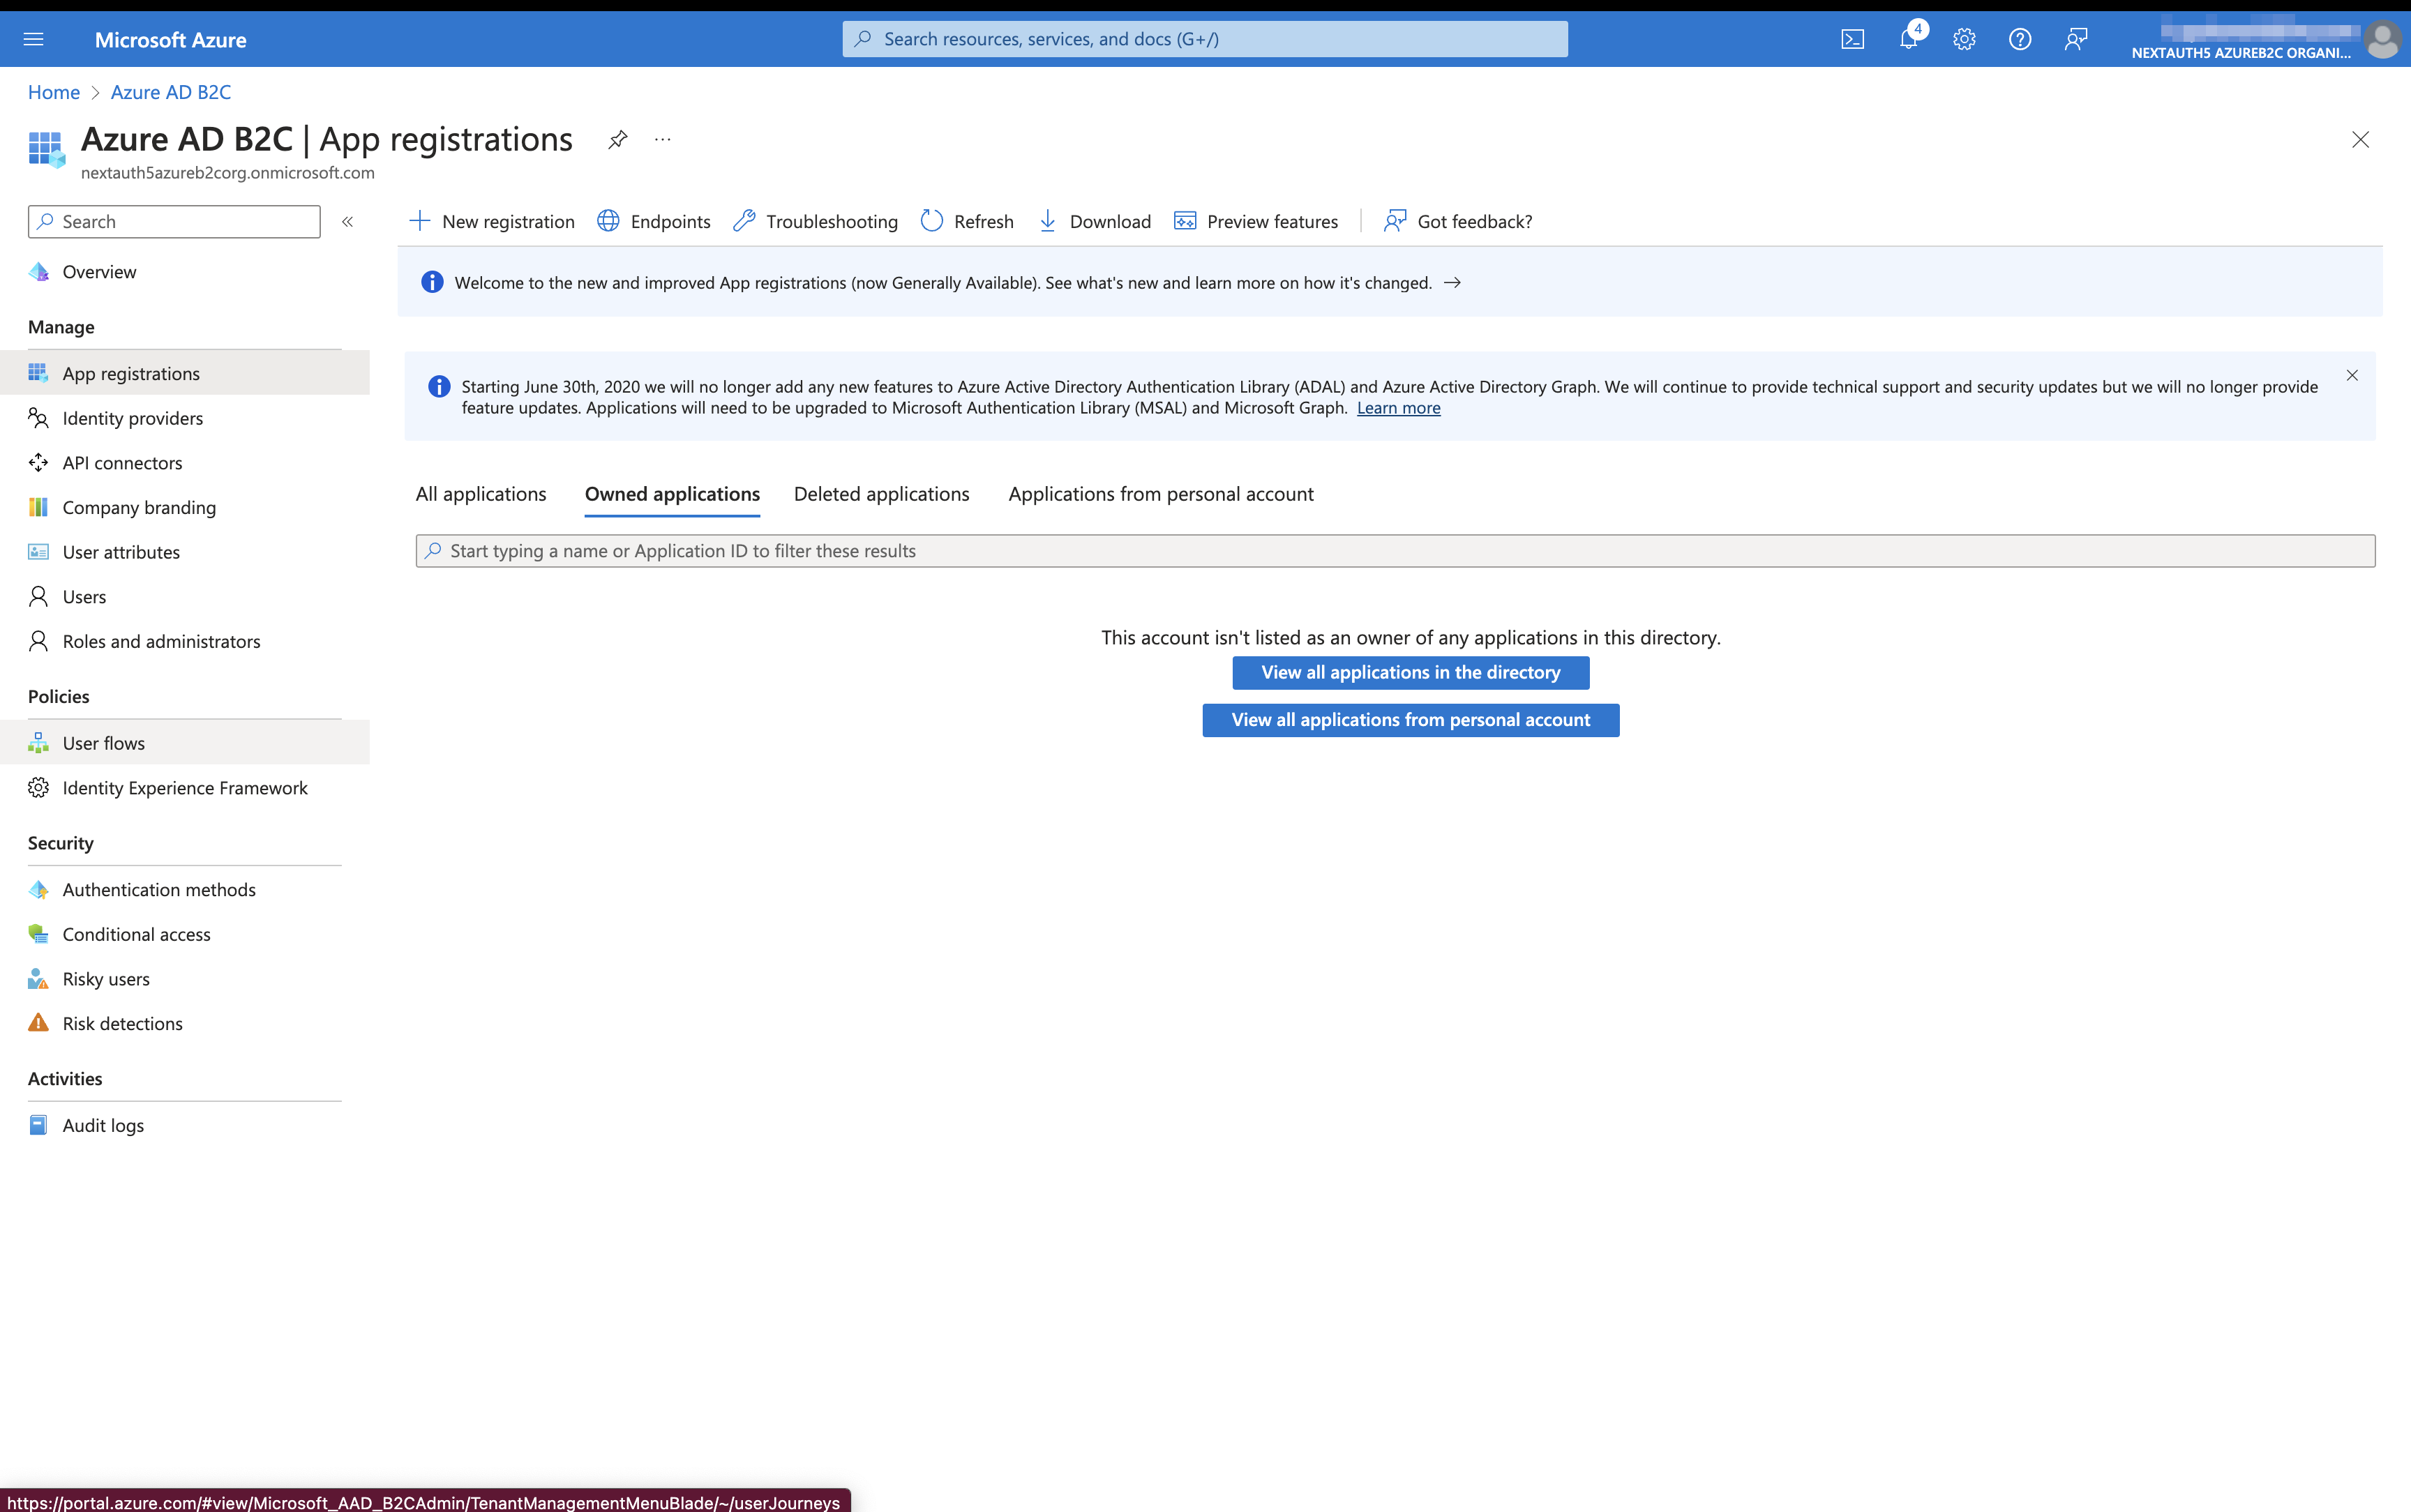 Microsoft Azure
Search resources, services, and docs (G+/)
4
NEXTAUTH5 AZUREB2C ORGANI...
Home > Azure AD B2C
Azure AD B2C | App registrations
nextauth5azureb2corg.onmicrosoft.com
Search
Overview
Manage
App registrations
Identity providers
API connectors
Company branding
User attributes
Users
Roles and administrators
Policies
User flows
Identity Experience Framework
Security
Authentication methods
Conditional access
Risky users
Risk detections
Activities
Audit logs
New registration
Endpoints
Troubleshooting
Refresh
Download
Preview features
Got feedback?
Welcome to the new and improved App registrations (now Generally Available). See what's new and learn more on how it's changed. →
Starting June 30th, 2020 we will no longer add any new features to Azure Active Directory Authentication Library (ADAL) and Azure Active Directory Graph. We will continue to provide technical support and security updates but we will no longer provide
feature updates. Applications will need to be upgraded to Microsoft Authentication Library (MSAL) and Microsoft Graph. Learn more
All applications
Owned applications
Deleted applications
Applications from personal account
Start typing a name or Application ID to filter these results
This account isn't listed as an owner of any applications in this directory.
View all applications in the directory
View all applications from personal account
https://portal.azure.com/#view/Microsoft_AAD_B2CAdmin/TenantManagementMenuBlade/~/userJourneys